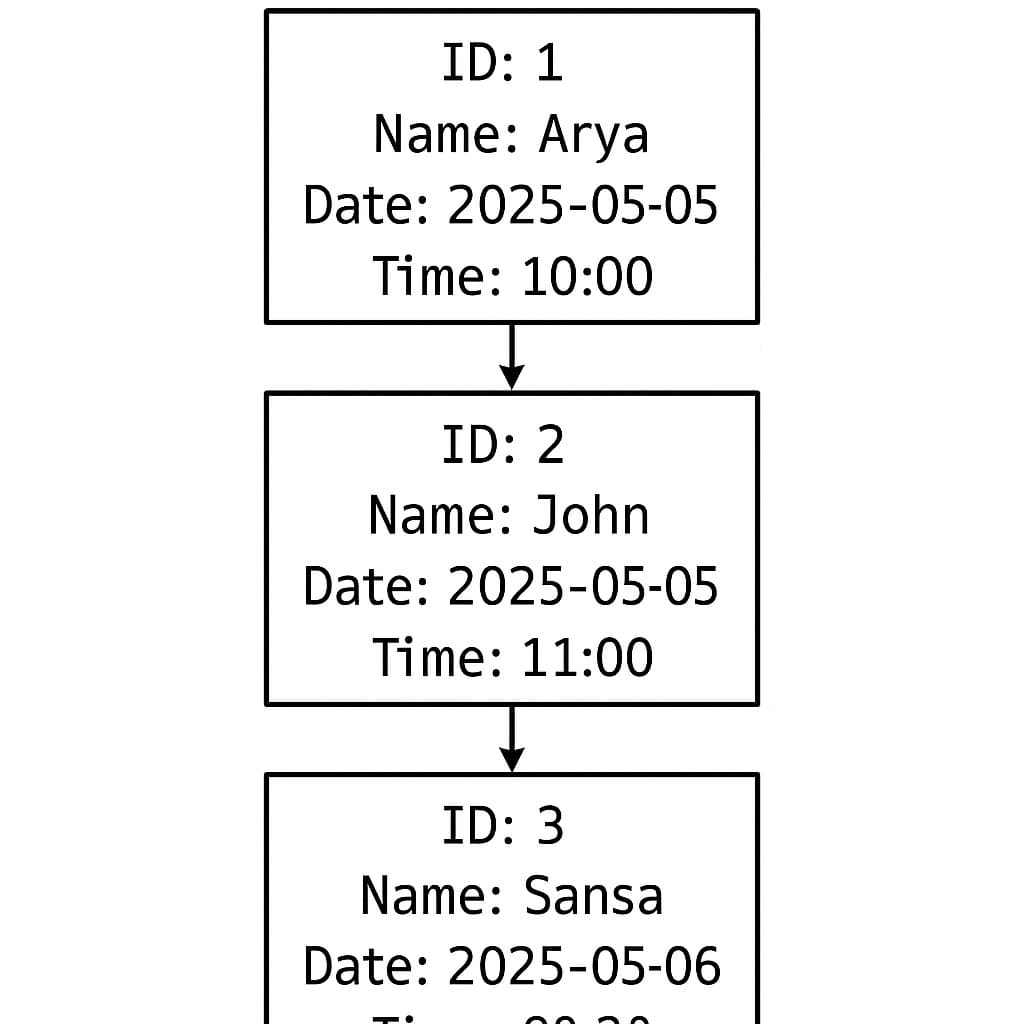 ID: 1
Name: Arya
Date: 2025-05-05
Time: 10:00
ID: 2
Name: John
Date: 2025-05-05
Time: 11:00
ID: 3
Name: Sansa
Date: 2025-05-06